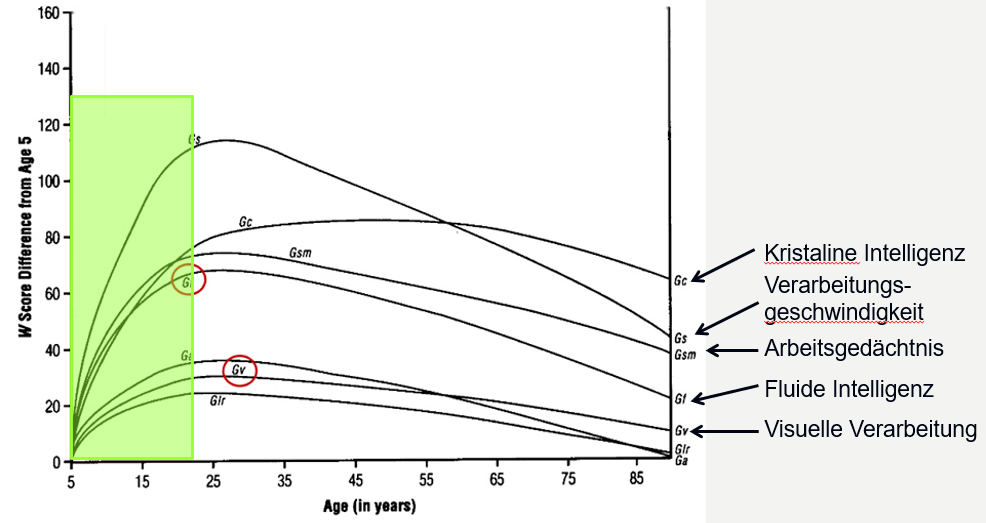 160
140
120
100
80
60
40
20
0
W Score Difference from Age 5
5 15 25 35 45 55 65 75 85
Age (in years)
Gs
Gc
Gsm
Ga
Gv
Glr
Gc
Gs
Gsm
Gf
Gv
Glr
Ga
Kristaline Intelligenz
Verarbeitungs-
geschwindigkeit
Arbeitsgedächtnis
Fluide Intelligenz
Visuelle Verarbeitung